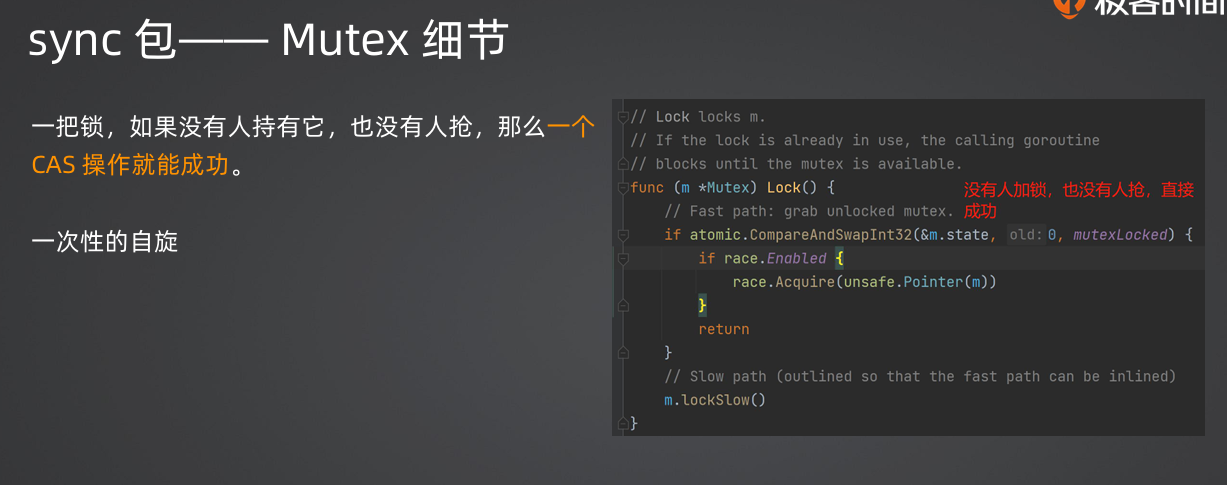 极客时间
sync 包—— Mutex 细节
一把锁，如果没有人持有它，也没有人抢，那么一个
CAS 操作就能成功。
一次性的自旋
// Lock locks m.
// If the lock is already in use, the calling goroutine
// blocks until the mutex is available.
func (m *Mutex) Lock() {
没有人加锁，也没有人抢，直接
成功
// Fast path: grab unlocked mutex.
if atomic.CompareAndSwapInt32(&m.state, old: 0, mutexLocked) {
if race.Enabled {
race.Acquire(unsafe.Pointer(m))
}
return
}
// Slow path (outlined so that the fast path can be inlined)
m.lockSlow()
}